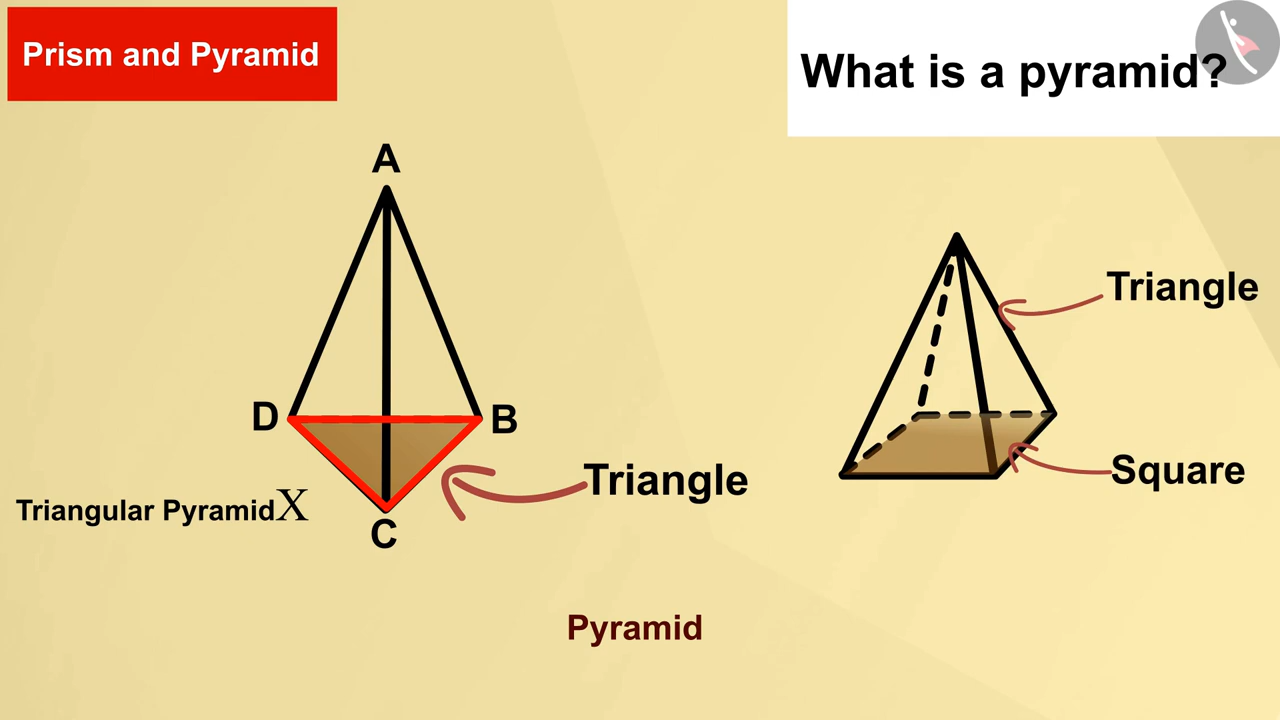 Prism and Pyramid
What is a pyramid?
A
Triangle
D
B
Triangle
Square
Triangular PyramidX
C
Pyramid